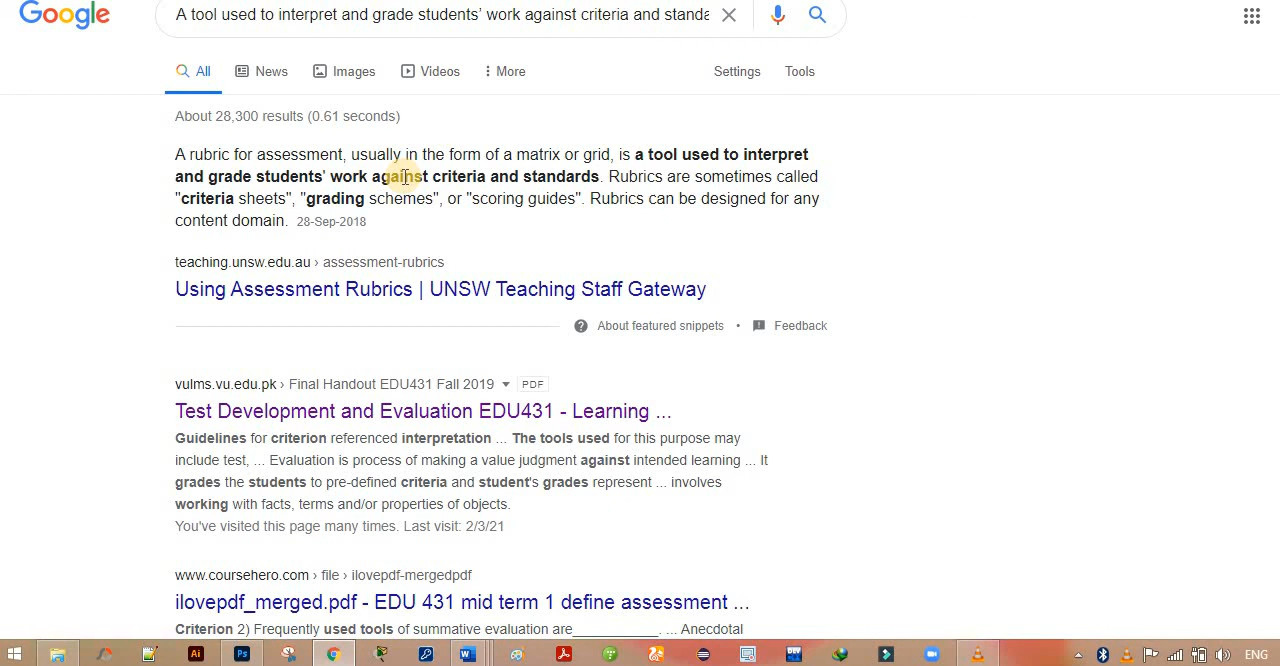 Google
A tool used to interpret and grade students’ work against criteria and standa
All
News
Images
Videos
More
Settings
Tools
About 28,300 results (0.61 seconds)
A rubric for assessment, usually in the form of a matrix or grid, is a tool used to interpret
and grade students' work against criteria and standards. Rubrics are sometimes called
"criteria sheets", "grading schemes", or "scoring guides". Rubrics can be designed for any
content domain. 28-Sep-2018
teaching.unsw.edu.au › assessment-rubrics
Using Assessment Rubrics | UNSW Teaching Staff Gateway
About featured snippets • Feedback
vulms.vu.edu.pk › Final Handout EDU431 Fall 2019 PDF
Test Development and Evaluation EDU431 - Learning ...
Guidelines for criterion referenced interpretation ... The tools used for this purpose may
include test, ... Evaluation is process of making a value judgment against intended learning ... It
grades the students to pre-defined criteria and student's grades represent ... involves
working with facts, terms and/or properties of objects.
You've visited this page many times. Last visit: 2/3/21
www.coursehero.com › file › ilovepdf-mergedpdf
ilovepdf_merged.pdf - EDU 431 mid term 1 define assessment ...
Criterion 2) Frequently used tools of summative evaluation are____________. ... Anecdotal
Ai
Ps
ENG